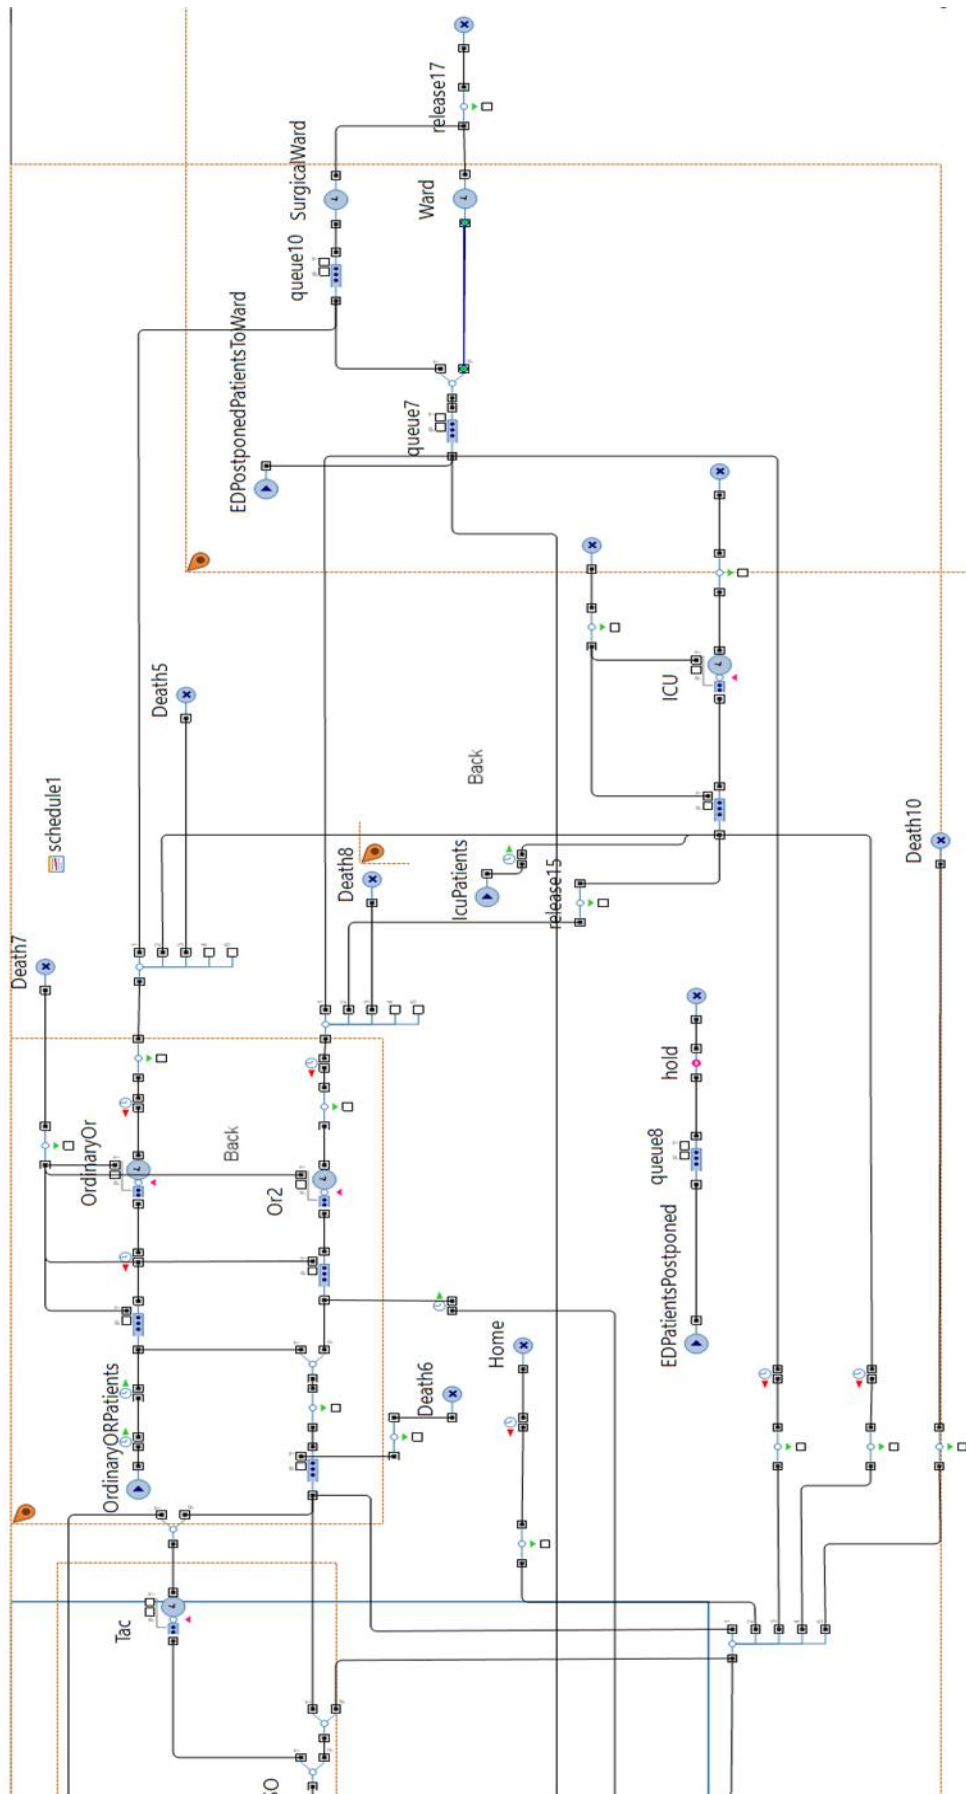 release17
SurgicalWard
Ward
queue10
EDPostponedPatientsToWard
queue7
Death5
ICU
schedule1
Back
Death10
Death8
IcuPatients
release15
Death7
hold
OrdinaryOr
Back
queue8
Or2
EDPatientsPostponed
Home
Death6
OrdinaryORPatients
Tac